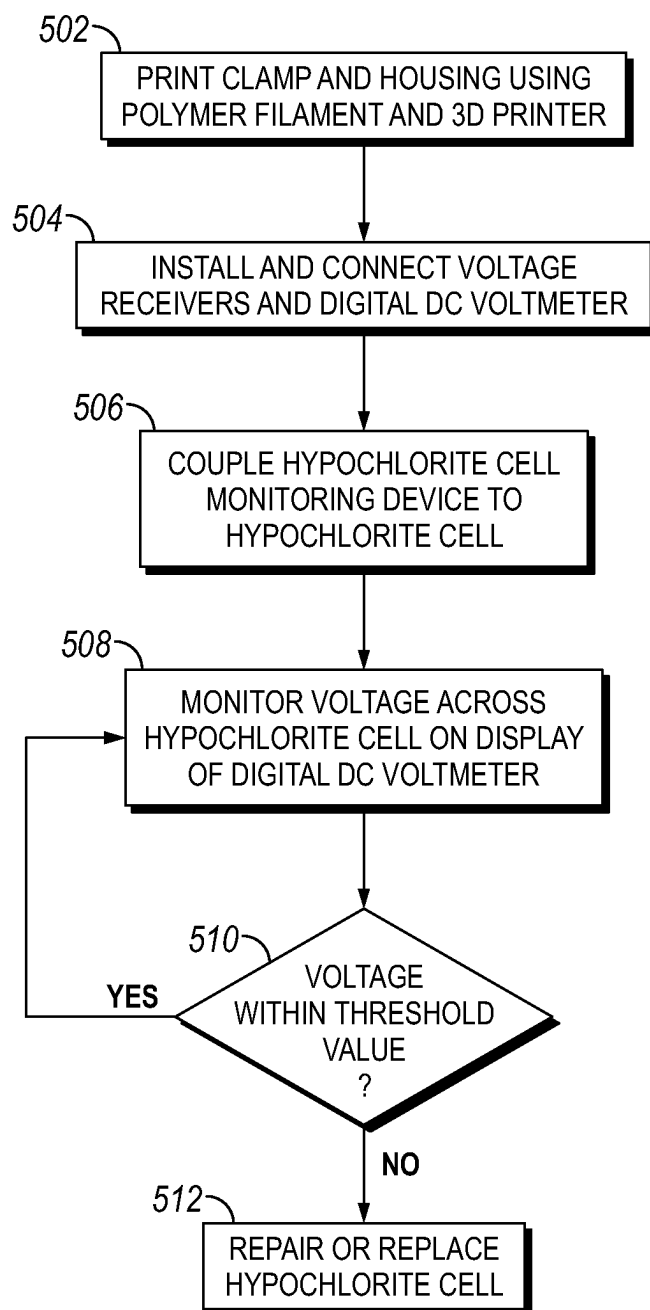 502
PRINT CLAMP AND HOUSING USING
POLYMER FILAMENT AND 3D PRINTER
504
INSTALL AND CONNECT VOLTAGE
RECEIVERS AND DIGITAL DC VOLTMETER
506
COUPLE HYPOCHLORITE CELL
MONITORING DEVICE TO
HYPOCHLORITE CELL
508
MONITOR VOLTAGE ACROSS
HYPOCHLORITE CELL ON DISPLAY
OF DIGITAL DC VOLTMETER
510
VOLTAGE
WITHIN THRESHOLD
VALUE
?
YES
NO
512
REPAIR OR REPLACE
HYPOCHLORITE CELL